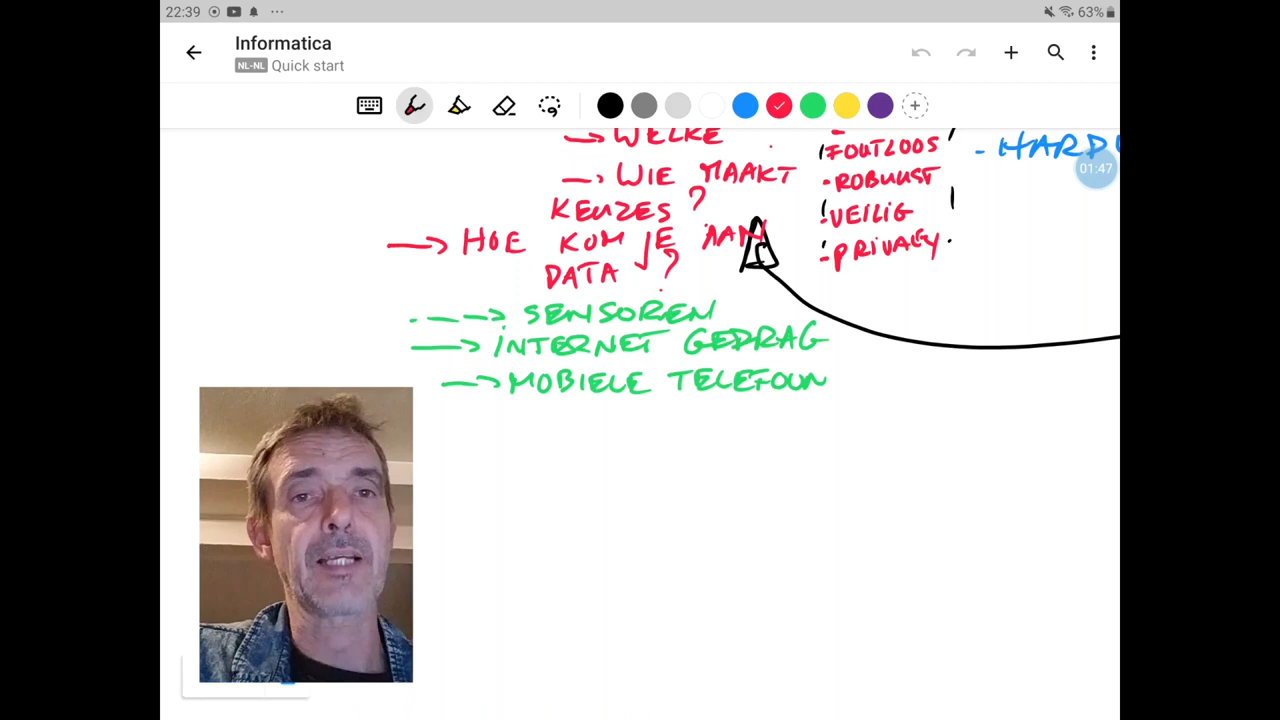 22:39
63%
Informatica
NL-NL Quick start
→ WELKE
→ WIE MAAKT
KEUZES ?
→ HOE KOM JE AAN
DATA ?
- FOUTLOOS
- ROBUUST
- VEILIG
- PRIVACY
- HARD
01:47
→ SENSOREN
→ INTERNET GEDRAG
→ MOBIELE TELEFOON